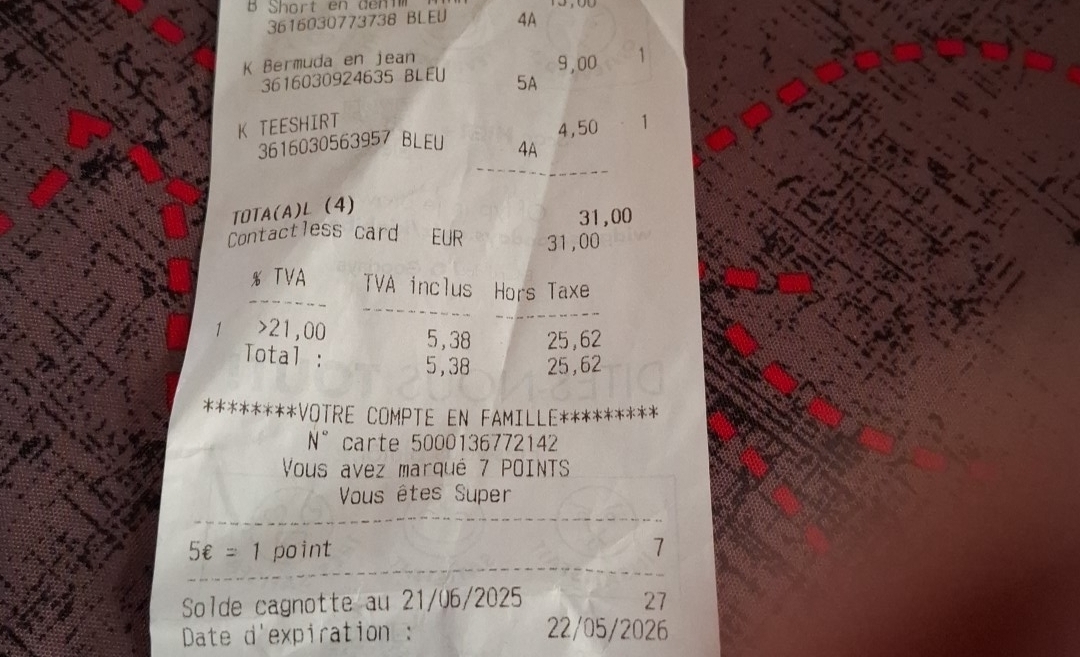 B Short en denim
3616030773738 BLEU 4A
K Bermuda en jean 9,00 1
3616030924635 BLEU 5A
K TEESHIRT 4,50 1
3616030563957 BLEU 4A
TOTA(A)L (4) 31,00
Contactless card EUR 31,00
% TVA TVA inclus Hors Taxe
1 >21,00 5,38 25,62
Total : 5,38 25,62
********VOTRE COMPTE EN FAMILLE*********
N° carte 5000136772142
Vous avez marqué 7 POINTS
Vous êtes Super
5€ = 1 point 7
Solde cagnotte au 21/06/2025 27
Date d'expiration : 22/05/2026